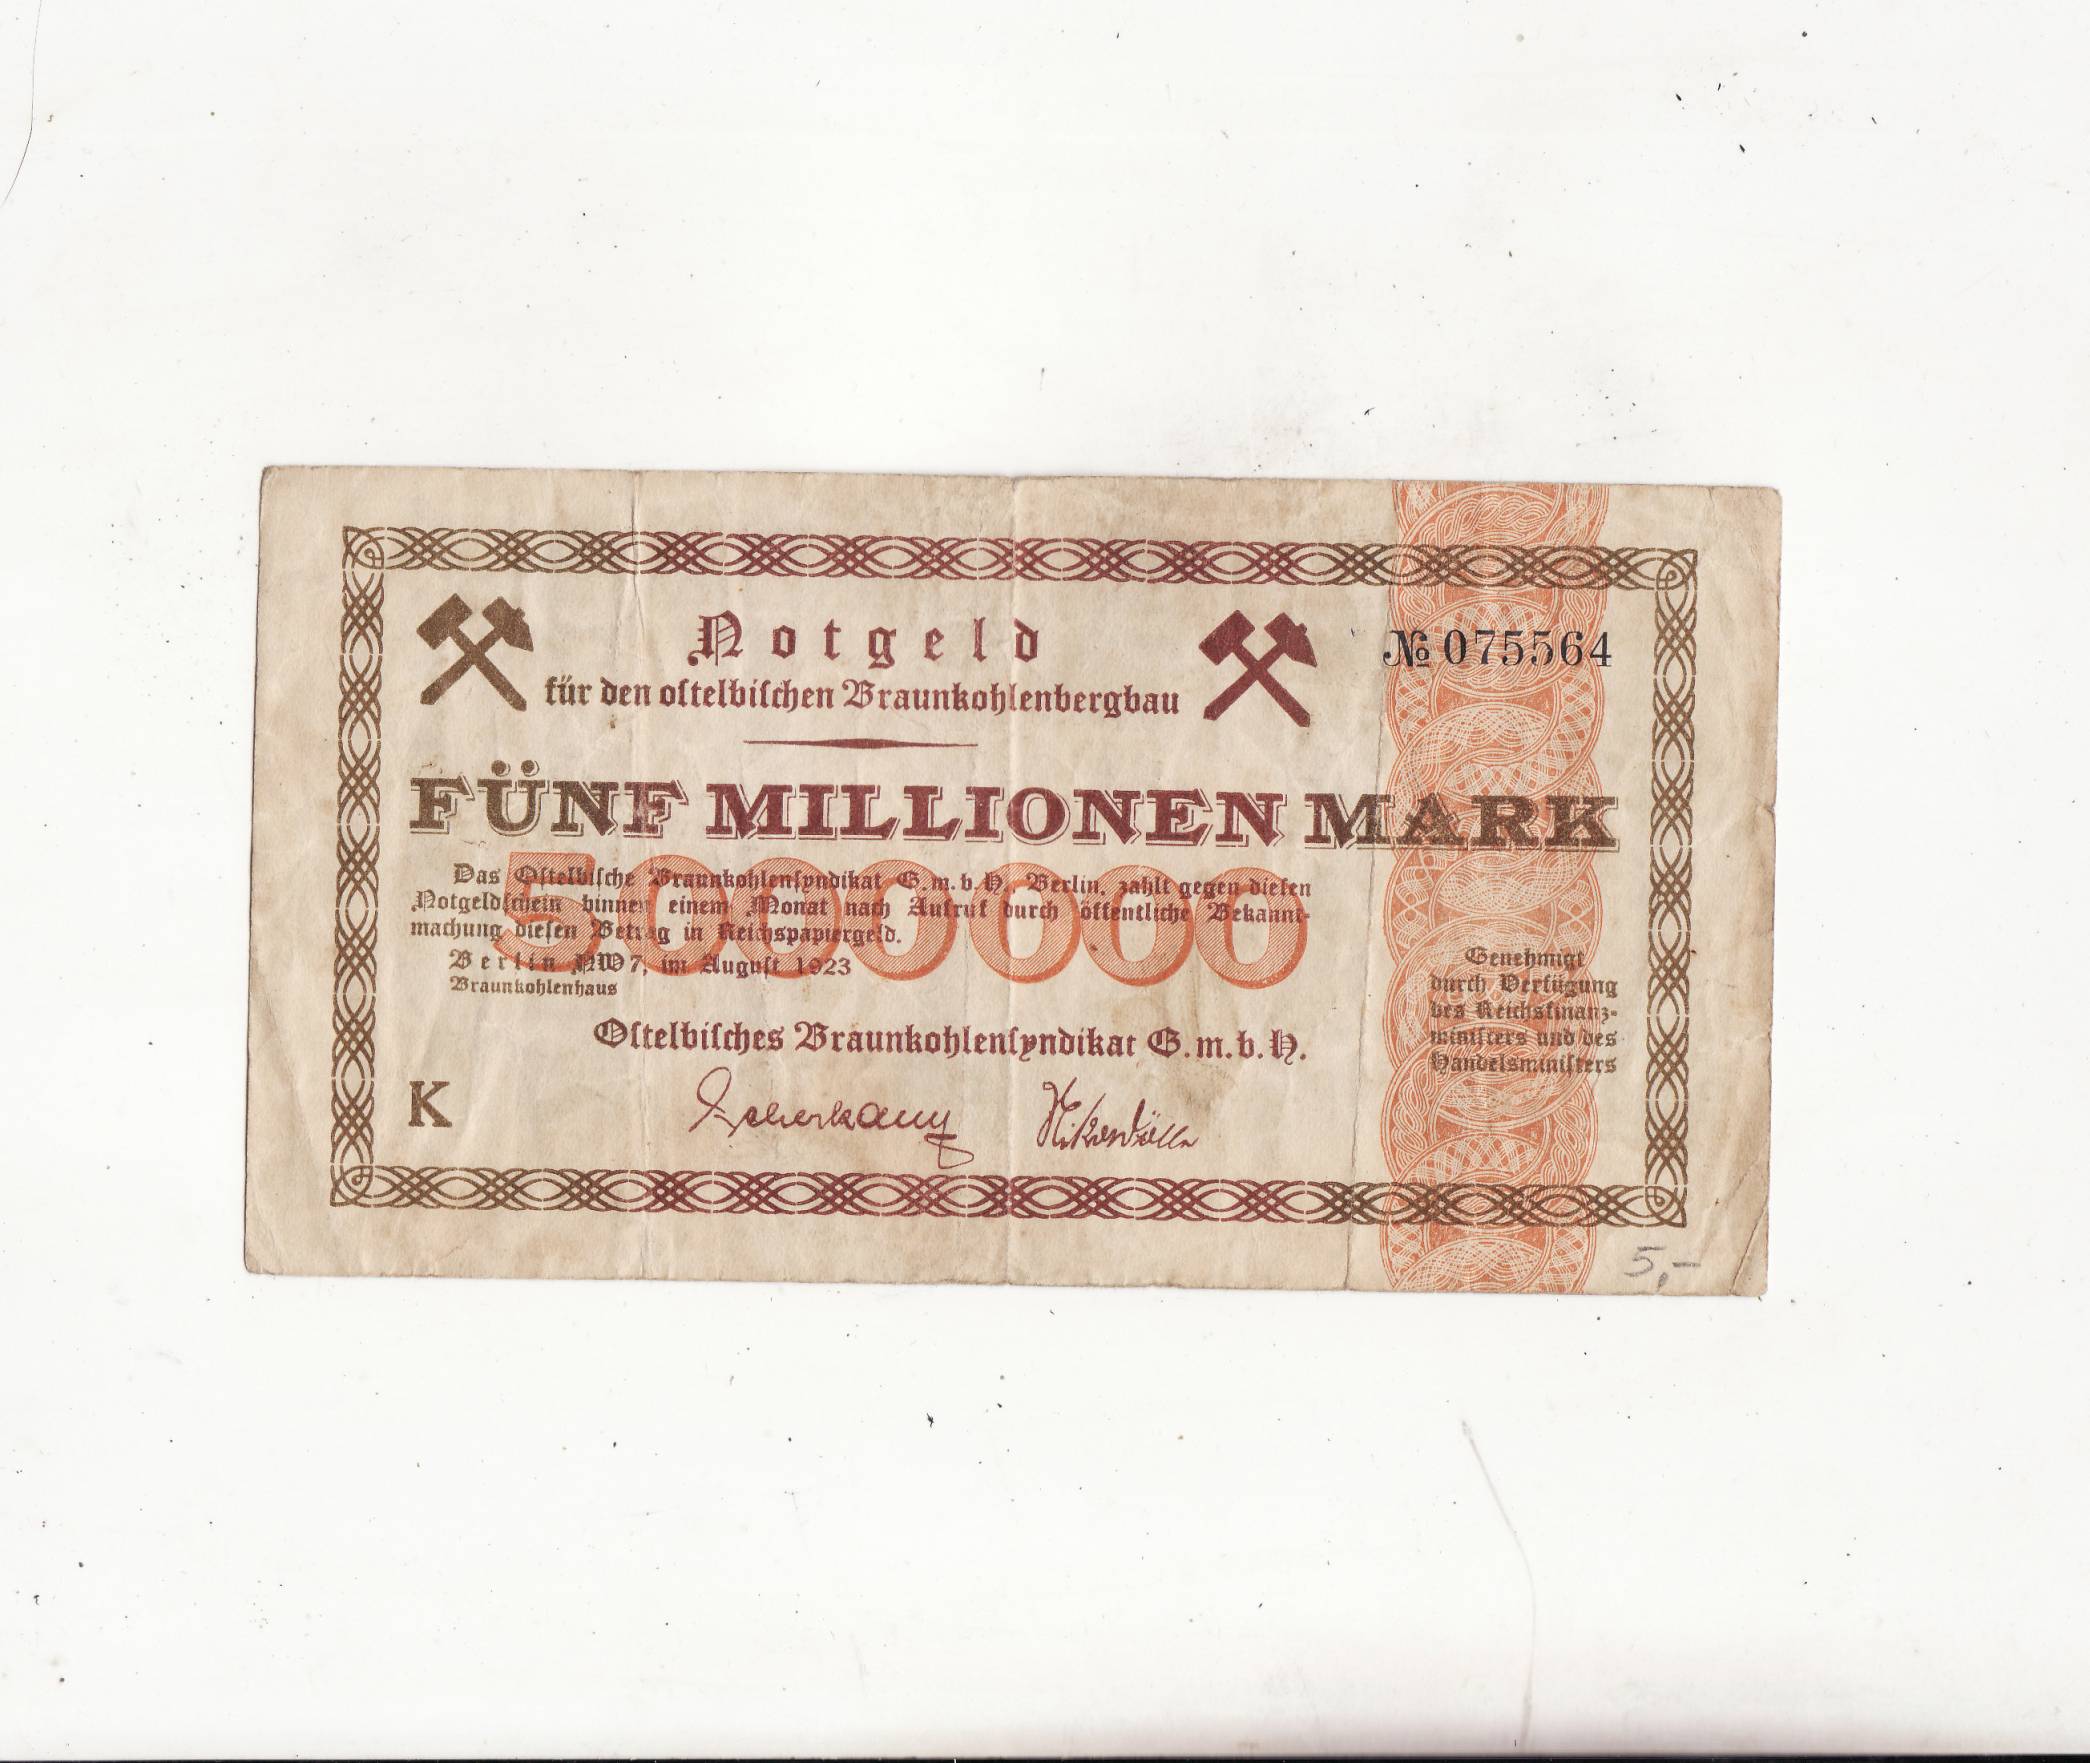 Notgeld
für den ostelbischen Braunkohlenbergbau
№ 075564
FÜNF MILLIONEN MARK
5000000
Das Ostelbische Braunkohlensyndikat G.m.b.H. Berlin, zahlt gegen diesen
Notgeldschein binnen einem Monat nach Aufruf durch öffentliche Bekannt-
machung diesen Betrag in Reichspapiergeld.
Berlin NW 7, im August 1923
Braunkohlenhaus
Genehmigt
durch Verfügung
des Reichsfinanz-
ministers und des
Handelsministers
Ostelbisches Braunkohlensyndikat G.m.b.H.
K
5,-